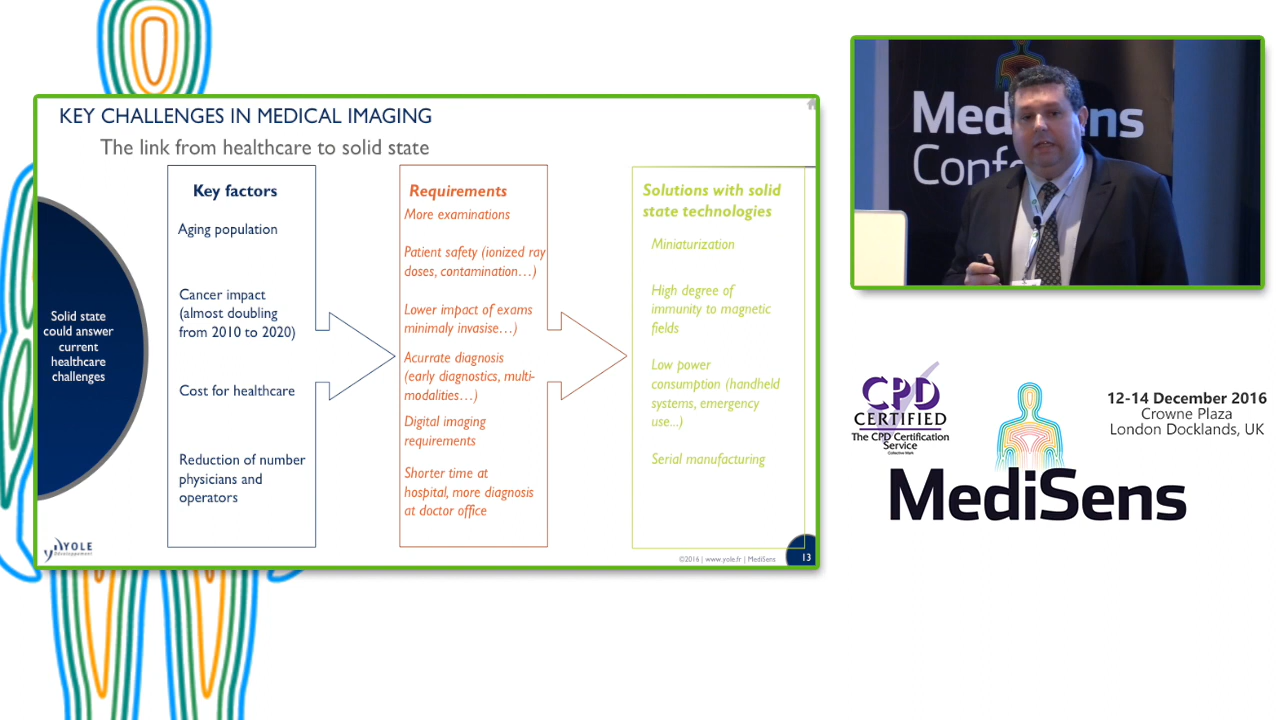 KEY CHALLENGES IN MEDICAL IMAGING
The link from healthcare to solid state
Solid state
could answer
current
healthcare
challenges
Key factors
Aging population
Cancer impact
(almost doubling
from 2010 to 2020)
Cost for healthcare
Reduction of number
physicians and
operators
Requirements
More examinations
Patient safety (ionized ray
doses, contamination…)
Lower impact of exams
minimaly invasise…)
Acurrate diagnosis
(early diagnostics, multi-
modalities…)
Digital imaging
requirements
Shorter time at
hospital, more diagnosis
at doctor office
Solutions with solid
state technologies
Miniaturization
High degree of
immunity to magnetic
fields
Low power
consumption (handheld
systems, emergency
use...)
Serial manufacturing
YOLE
Développement
©2016 | www.yole.fr | MediSens
13
CPD
CERTIFIED
The CPD Certification
Service
Collective Mark
12-14 December 2016
Crowne Plaza
London Docklands, UK
MediSens